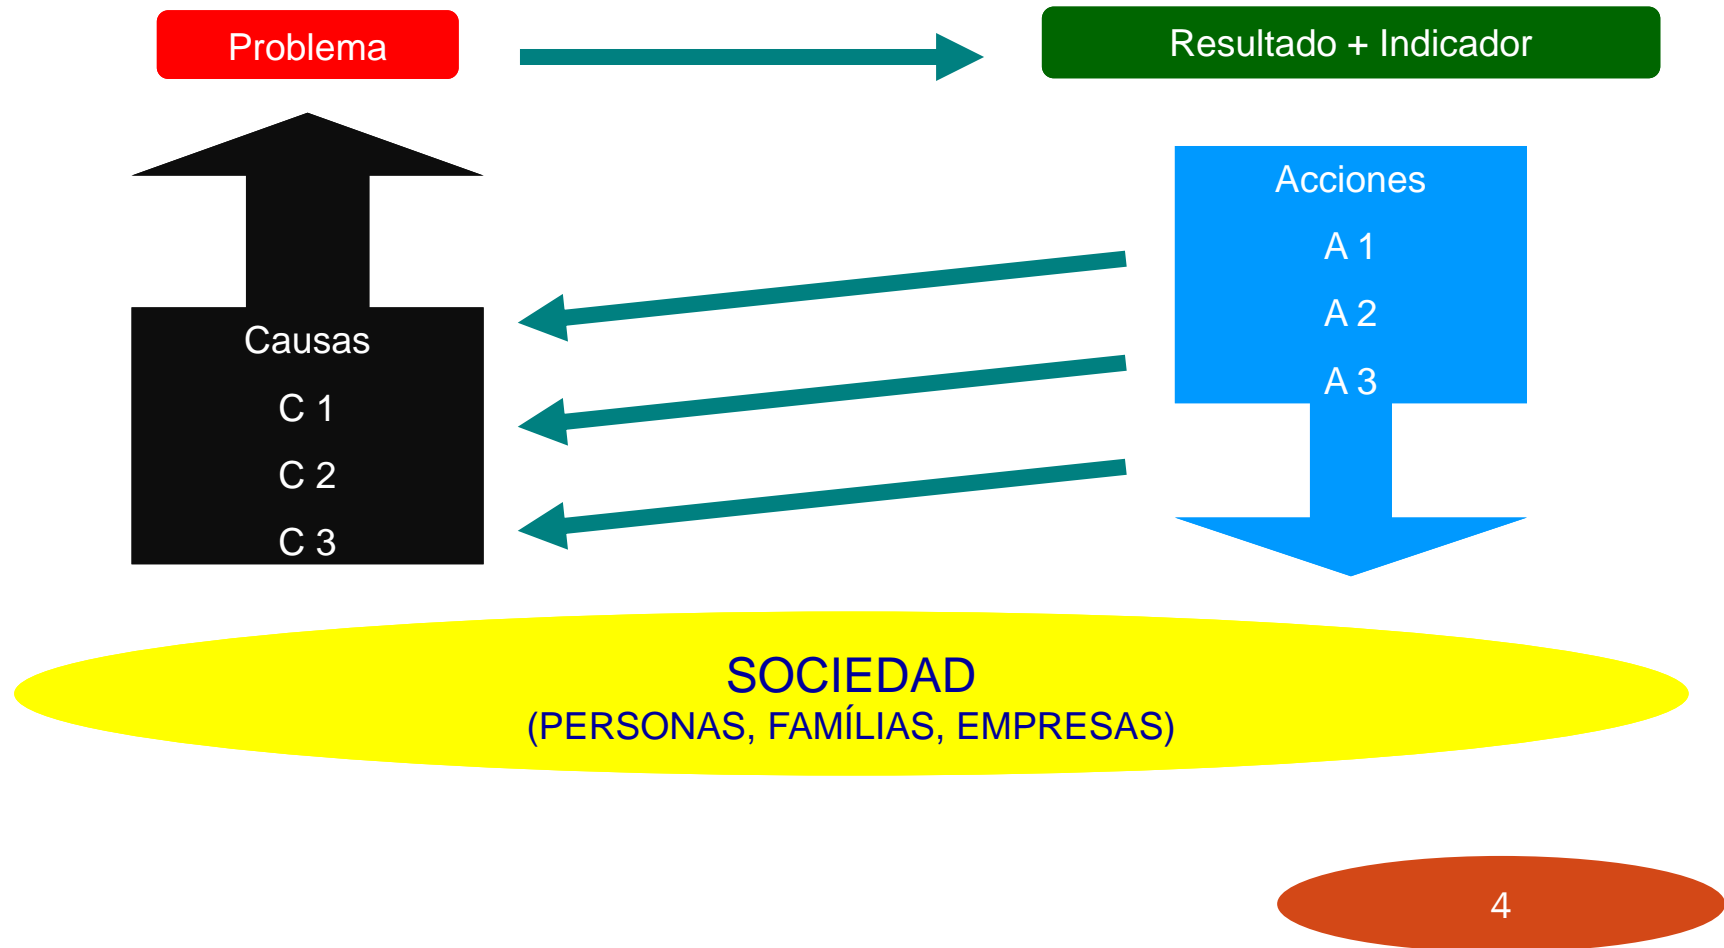 Problema
Resultado + Indicador
Acciones
A 1
A 2
A 3
Causas
C 1
C 2
C 3
SOCIEDAD
(PERSONAS, FAMÍLIAS, EMPRESAS)
4